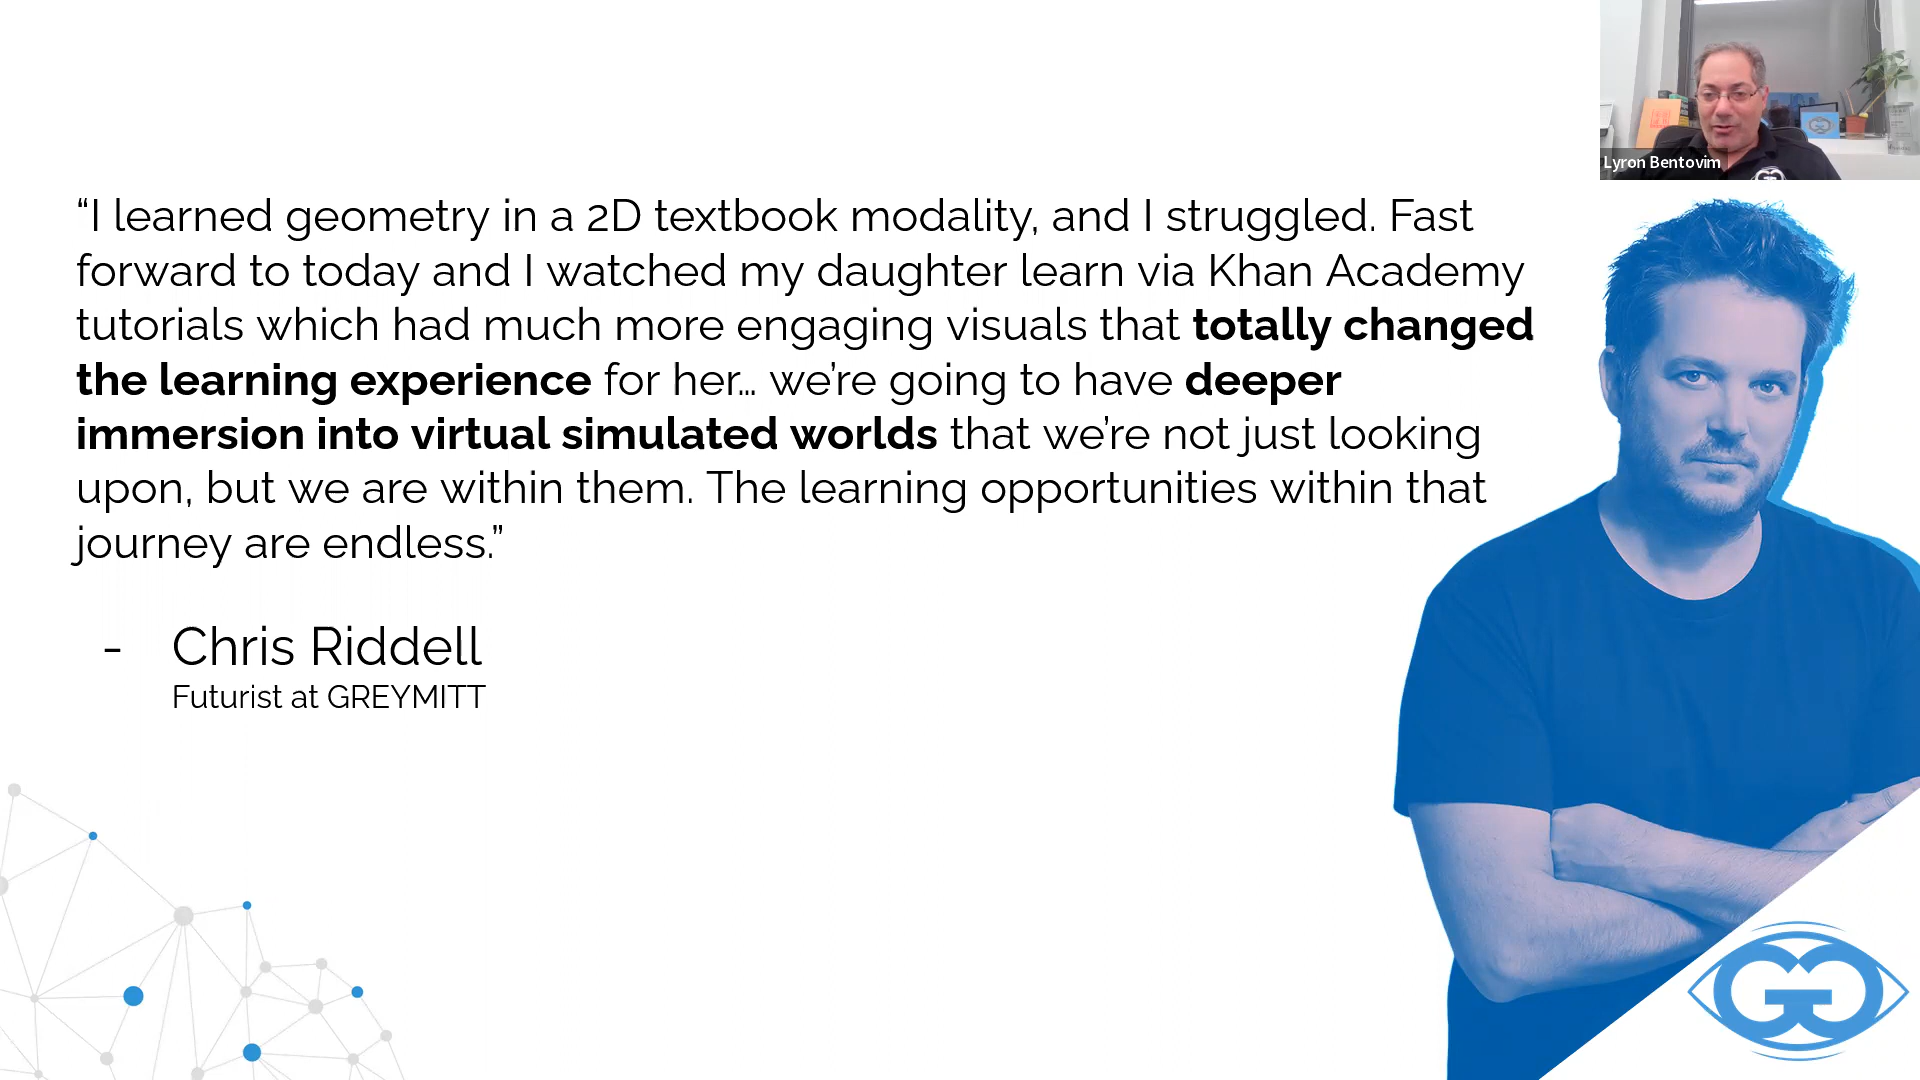 Lyron Bentovim
“I learned geometry in a 2D textbook modality, and I struggled. Fast
forward to today and I watched my daughter learn via Khan Academy
tutorials which had much more engaging visuals that totally changed
the learning experience for her… we’re going to have deeper
immersion into virtual simulated worlds that we’re not just looking
upon, but we are within them. The learning opportunities within that
journey are endless.”
- Chris Riddell
Futurist at GREYMITT